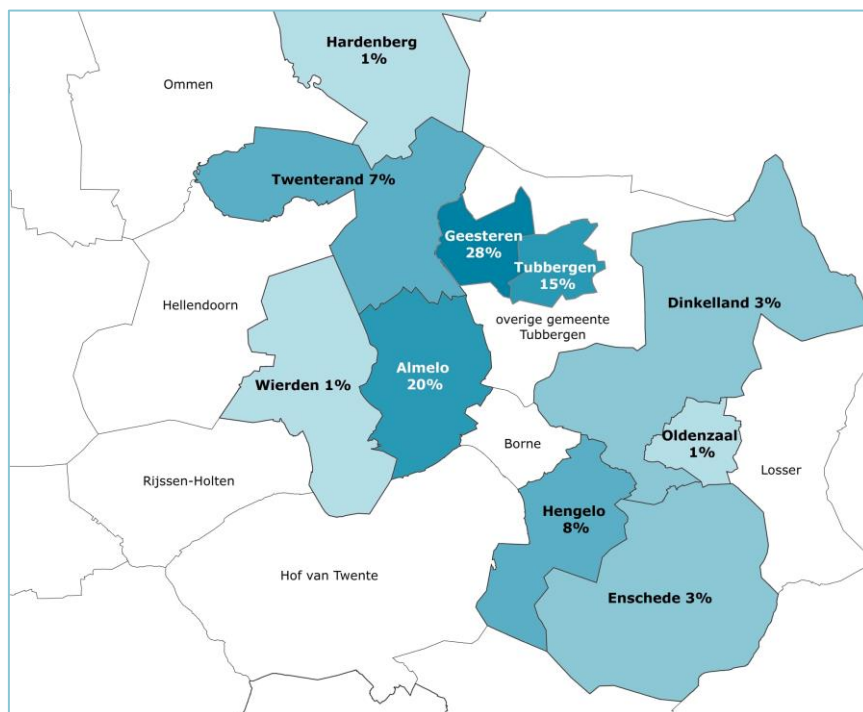 Hardenberg
1%
Ommen
Twenterand 7%
Geesteren
28%
Tubbergen
15%
Dinkelland 3%
Hellendoorn
overige gemeente
Tubbergen
Almelo
20%
Wierden 1%
Oldenzaal
1%
Borne
Losser
Rijssen-Holten
Hengelo
8%
Hof van Twente
Enschede 3%